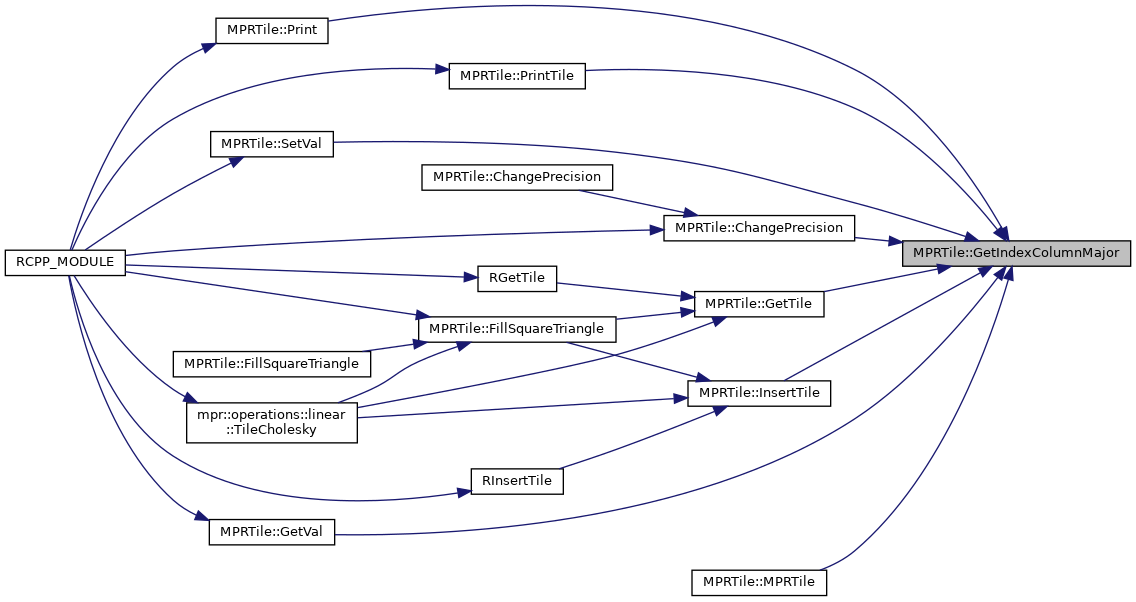 MPRTile::Print
MPRTile::PrintTile
MPRTile::SetVal
MPRTile::ChangePrecision
MPRTile::ChangePrecision
MPRTile::GetIndexColumnMajor
RCPP_MODULE
RGetTile
MPRTile::GetTile
MPRTile::FillSquareTriangle
MPRTile::FillSquareTriangle
MPRTile::InsertTile
mpr::operations::linear
::TileCholesky
RInsertTile
MPRTile::GetVal
MPRTile::MPRTile